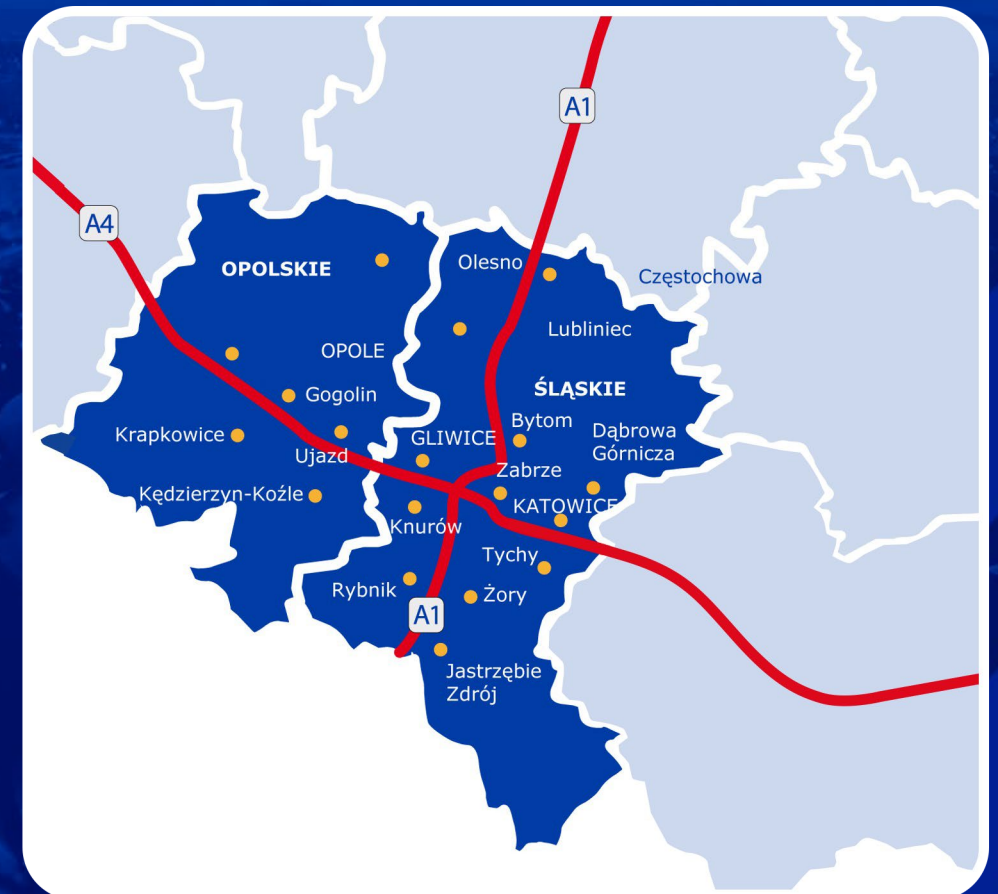 A1
A4
OPOLSKIE
Olesno
Częstochowa
Lubliniec
OPOLE
ŚLĄSKIE
Gogolin
Bytom
Dąbrowa
Górnicza
Krapkowice
GLIWICE
Ujazd
Zabrze
Kędzierzyn-Koźle
KATOWICE
Knurów
Tychy
Rybnik
Żory
A1
Jastrzębie
Zdrój